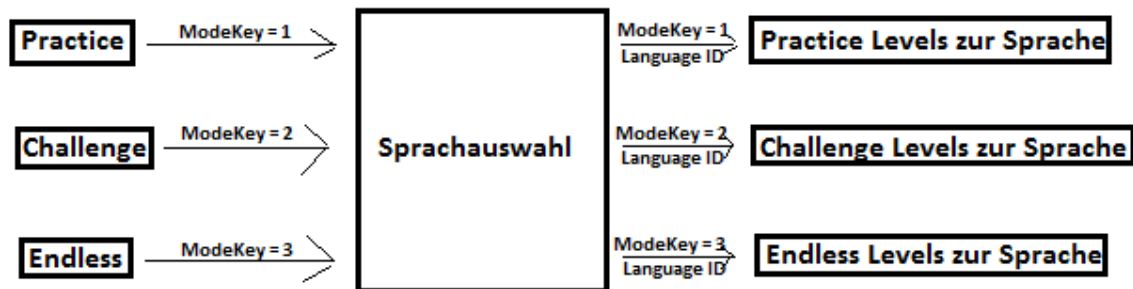 Practice
ModeKey = 1
ModeKey = 1
Language ID
Practice Levels zur Sprache
Challenge
ModeKey = 2
Sprachauswahl
ModeKey = 2
Language ID
Challenge Levels zur Sprache
Endless
ModeKey = 3
ModeKey = 3
Language ID
Endless Levels zur Sprache